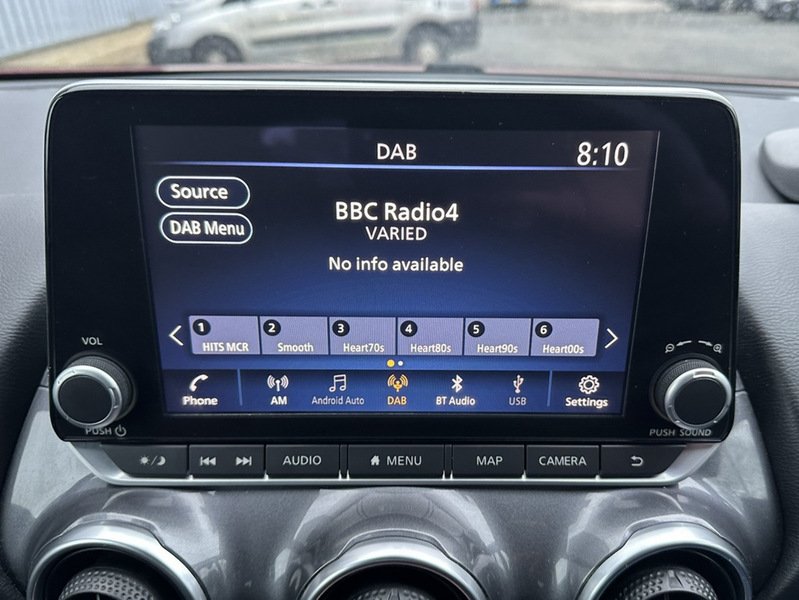 DAB
8:10
Source
DAB Menu
BBC Radio4
VARIED
No info available
1 HITS MCR
2 Smooth
3 Heart70s
4 Heart80s
5 Heart90s
6 Heart00s
Phone
AM
Android Auto
DAB
BT Audio
USB
Settings
VOL
PUSH
PUSH SOUND
AUDIO
MENU
MAP
CAMERA